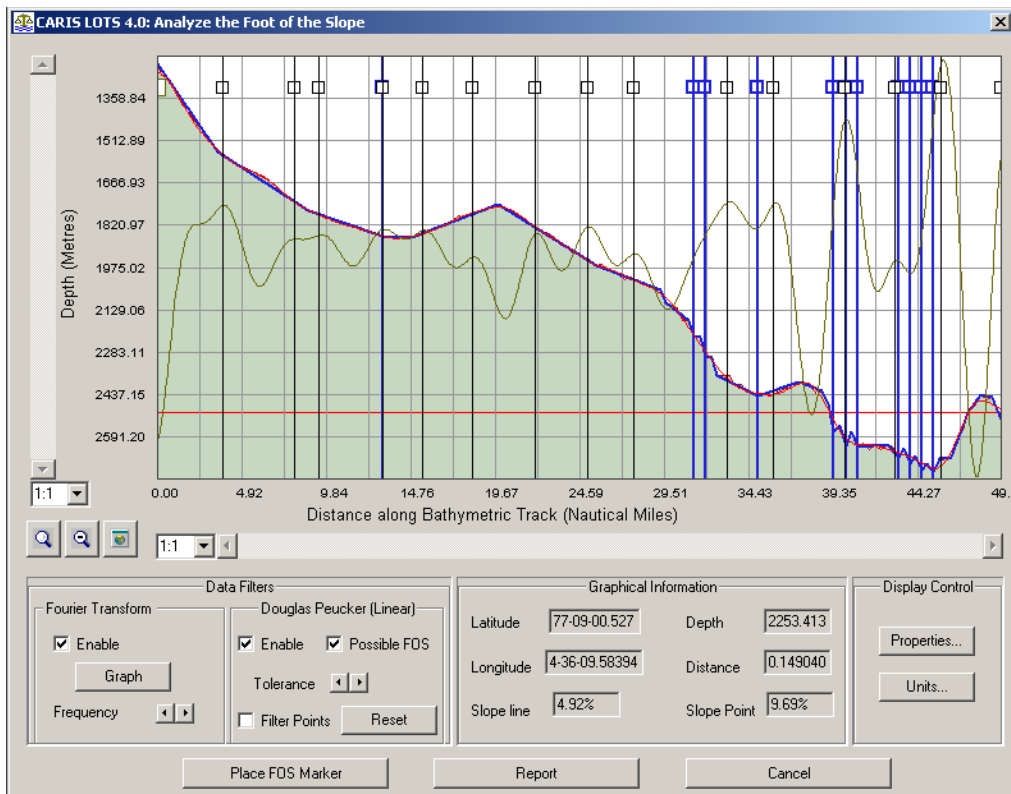 CARIS LOTS 4.0: Analyze the Foot of the Slope
Depth (Metres)
1358.84
1512.89
1666.93
1820.97
1975.02
2129.06
2283.11
2437.15
2591.20
1:1
0.00 4.92 9.84 14.76 19.67 24.59 29.51 34.43 39.35 44.27 49.
Distance along Bathymetric Track (Nautical Miles)
1:1
Data Filters
Fourier Transform
Enable
Graph
Frequency
Douglas Peucker (Linear)
Enable Possible FOS
Tolerance
Filter Points Reset
Graphical Information
Latitude 77-09-00.527 Depth 2253.413
Longitude 4-36-09.58394 Distance 0.149040
Slope line 4.92% Slope Point 9.69%
Display Control
Properties...
Units...
Place FOS Marker Report Cancel